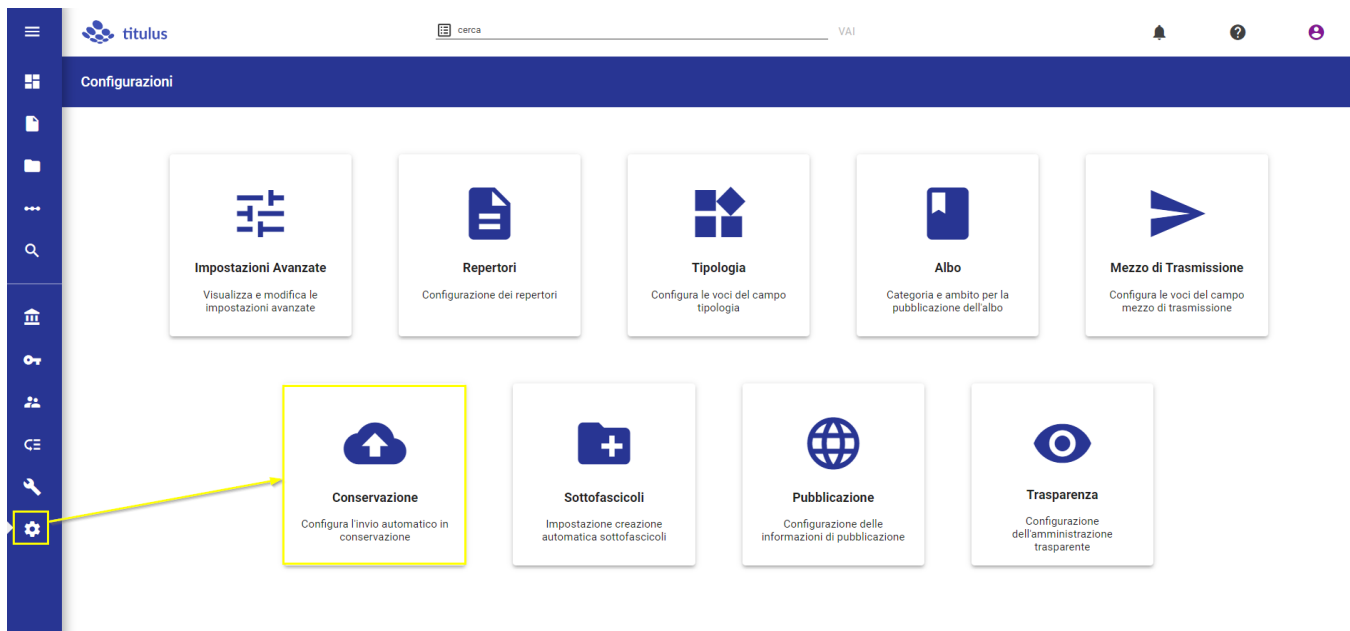 titulus
cerca
VAI
Configurazioni
Impostazioni Avanzate
Visualizza e modifica le
impostazioni avanzate
Repertori
Configurazione dei repertori
Tipologia
Configura le voci del campo
tipologia
Albo
Categoria e ambito per la
pubblicazione dell'albo
Mezzo di Trasmissione
Configura le voci del campo
mezzo di trasmissione
Conservazione
Configura l'invio automatico in
conservazione
Sottofascicoli
Impostazione creazione
automatica sottofascicoli
Pubblicazione
Configurazione delle
informazioni di pubblicazione
Trasparenza
Configurazione
dell'amministrazione
trasparente